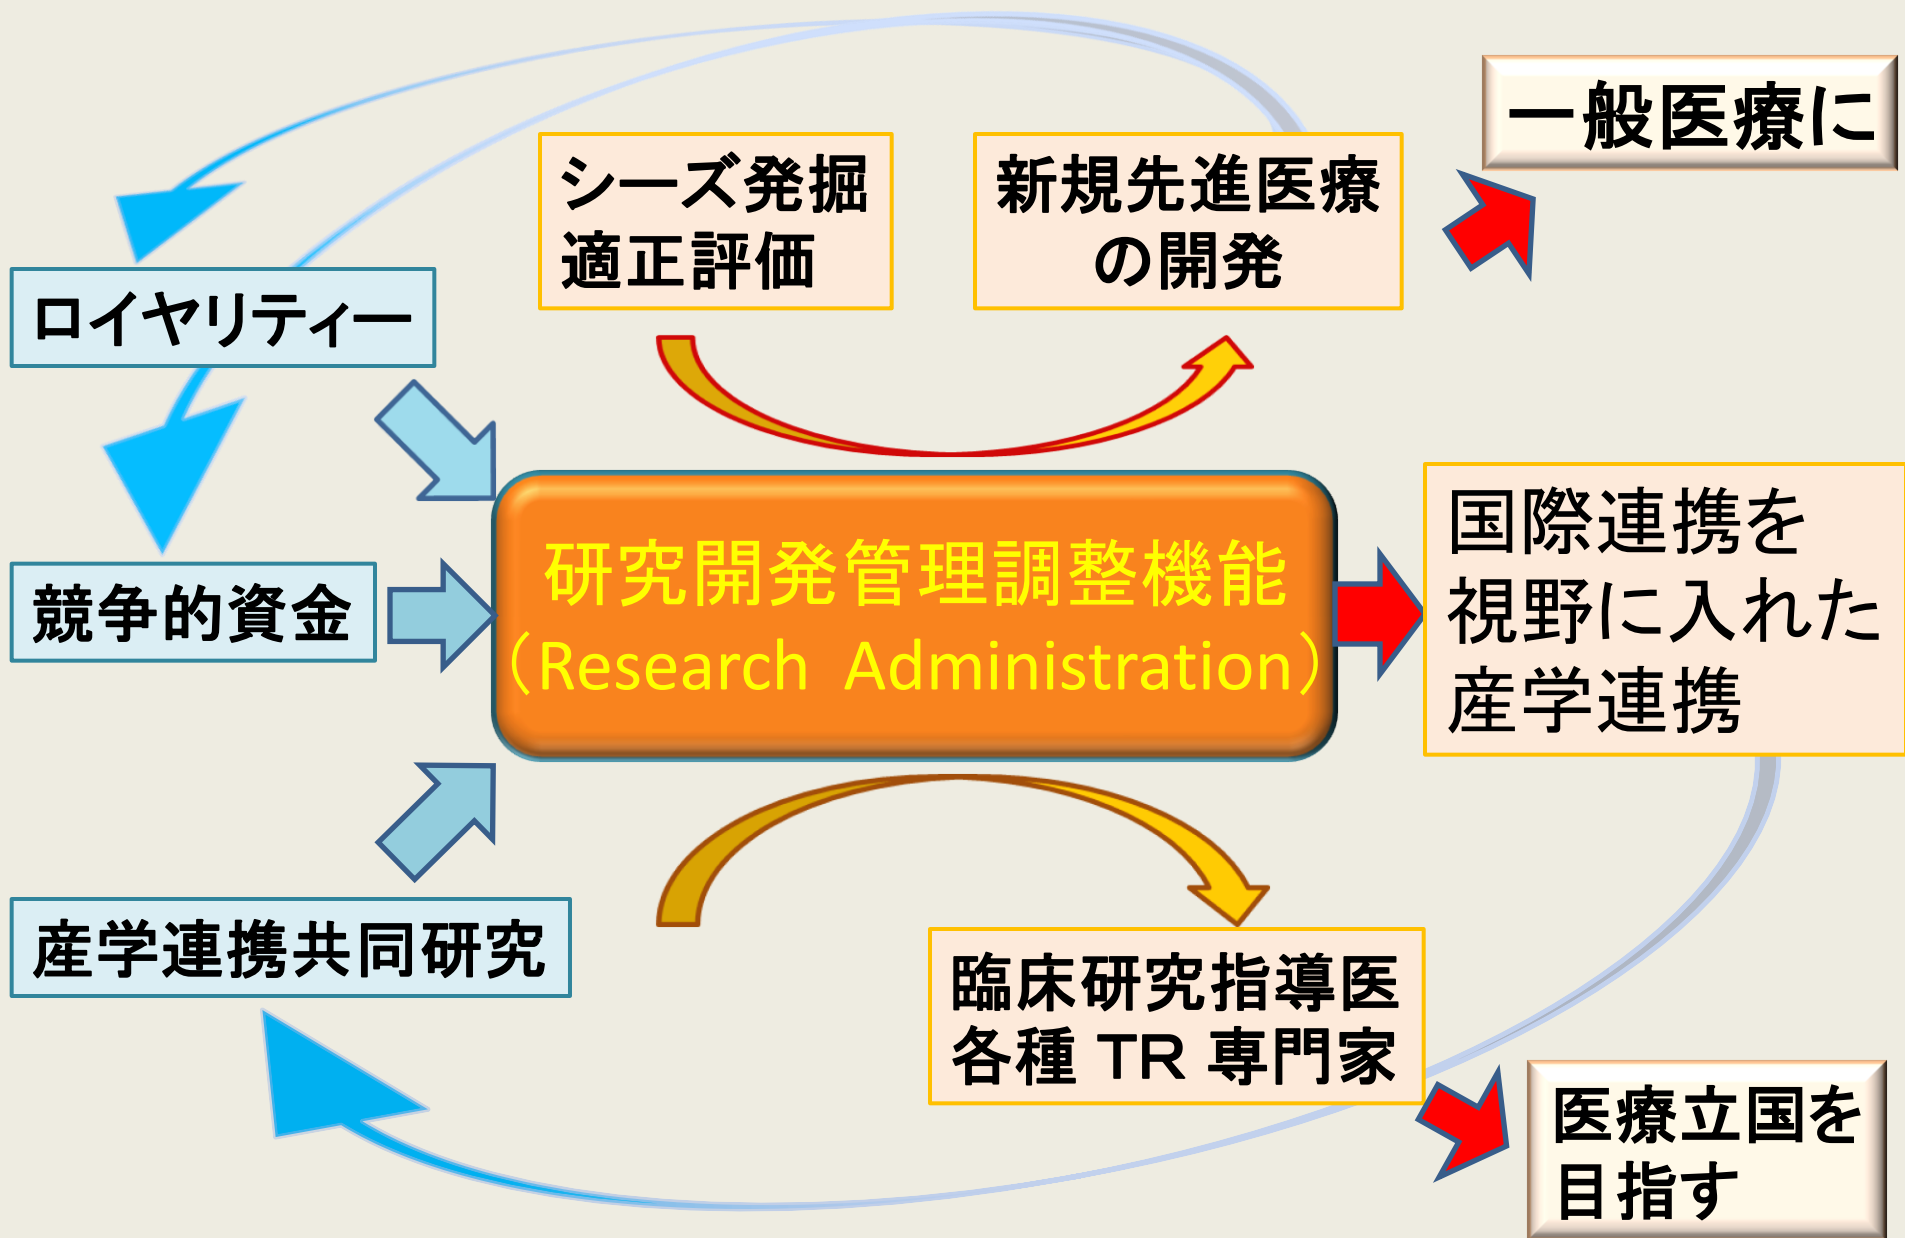 一般医療に
シーズ発掘
適正評価
新規先進医療
の開発
ロイヤリティー
研究開発管理調整機能
（Research Administration）
国際連携を
視野に入れた
産学連携
競争的資金
産学連携共同研究
臨床研究指導医
各種 TR 専門家
医療立国を
目指す